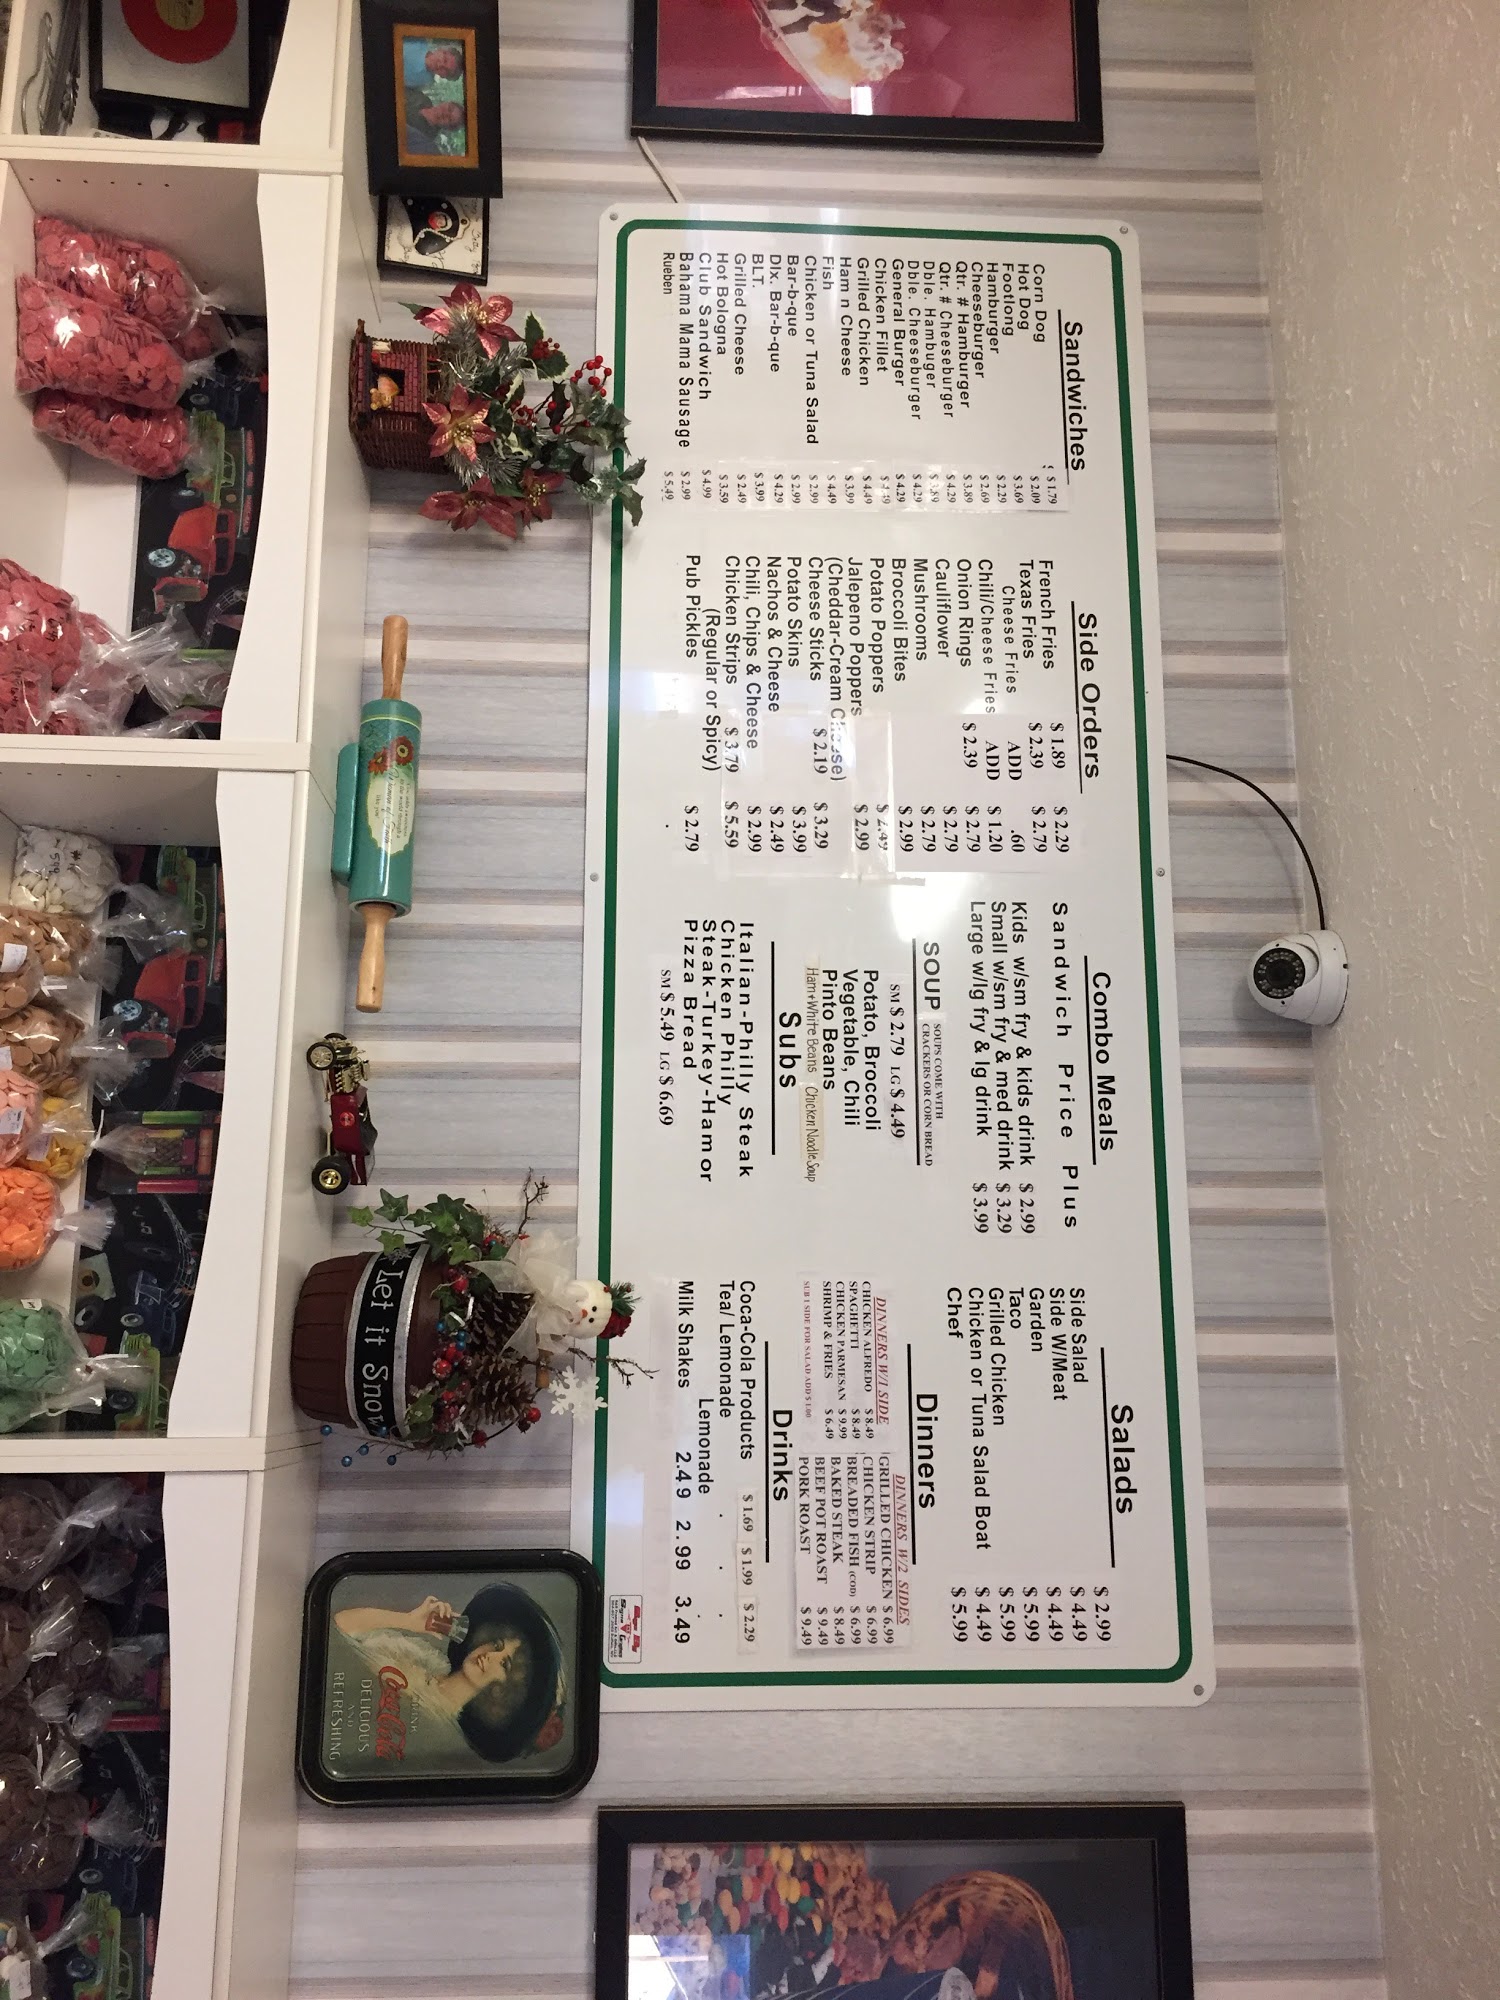 Sandwiches
Corn Dog $ 1.79
Hot Dog $ 2.09
Footlong $ 3.69
Hamburger $ 2.29
Cheeseburger $ 2.69
Qtr. # Hamburger $ 3.89
Qtr. # Cheeseburger $ 4.29
Dble. Hambuger
Dble. Cheeseburger $ 4.29
General Burger $ 4.29
Chicken Fillet
Grilled Chicken $ 4.49
Ham n Cheese $ 3.99
Fish $ 4.49
Chicken or Tuna Salad $ 2.99
Bar-b-que $ 2.99
Dlx. Bar-b-que $ 4.29
BLT. $ 3.99
Grilled Cheese $ 2.49
Hot Bologna $ 3.59
Club Sandwich $ 4.99
Bahama Mama Sausage $ 2.99
Rueben $ 5.49
Side Orders
French Fries $ 1.89 $ 2.29
Texas Fries $ 2.39 $ 2.79
Cheese Fries ADD .60
Chili/Cheese Fries ADD $ 1.20
Onion Rings $ 2.39 $ 2.79
Cauliflower $ 2.79
Mushrooms $ 2.79
Broccoli Bites $ 2.99
Potato Poppers $ 2.49
Jalepeno Poppers $ 2.99
(Cheddar-Cream Cheese)
Cheese Sticks $ 2.19 $ 3.29
Potato Skins $ 3.99
Nachos & Cheese $ 2.49
Chili, Chips & Cheese $ 2.99
Chicken Strips $ 3.79 $ 5.59
(Regular or Spicy)
Pub Pickles $ 2.79
Combo Meals
Sandwich Price Plus
Kids w/sm fry & kids drink $ 2.99
Small w/sm fry & med drink $ 3.29
Large w/lg fry & lg drink $ 3.99
SOUP SOUPS COME WITH
CRACKERS OR CORN BREAD
SM $ 2.79 LG $ 4.49
Potato, Broccoli
Vegetable, Chili
Pinto Beans
Ham+White Beans Chicken Noodle Soup
Subs
Italian-Philly Steak
Chicken Philly
Steak-Turkey-Hamor
Pizza Bread
SM $ 5.49 LG $ 6.69
Salads
Side Salad $ 2.99
Side W/Meat $ 4.49
Garden $ 4.49
Taco $ 5.99
Grilled Chicken $ 5.99
Chicken or Tuna Salad Boat $ 4.49
Chef $ 5.99
Dinners
DINNERS W/1 SIDE
CHICKEN ALFREDO $ 8.49
SPAGHETTI $ 8.49
CHICKEN PARMESAN $ 9.99
SHRIMP & FRIES $ 6.49
SUB 1 SIDE FOR SALAD ADD $ 1.00
DINNERS W/2 SIDES
GRILLED CHICKEN $ 6.99
CHICKEN STRIP $ 6.99
BREADED FISH (COD) $ 6.99
BAKED STEAK $ 8.49
BEEF POT ROAST $ 9.49
PORK ROAST $ 9.49
Drinks
Coca-Cola Products $ 1.69 $ 1.99 $ 2.29
Tea/ Lemonade . . .
Lemonade .
Milk Shakes 2.49 2.99 3.49
Let it Snow
DRINK
Coca-Cola
DELICIOUS
AND
REFRESHING